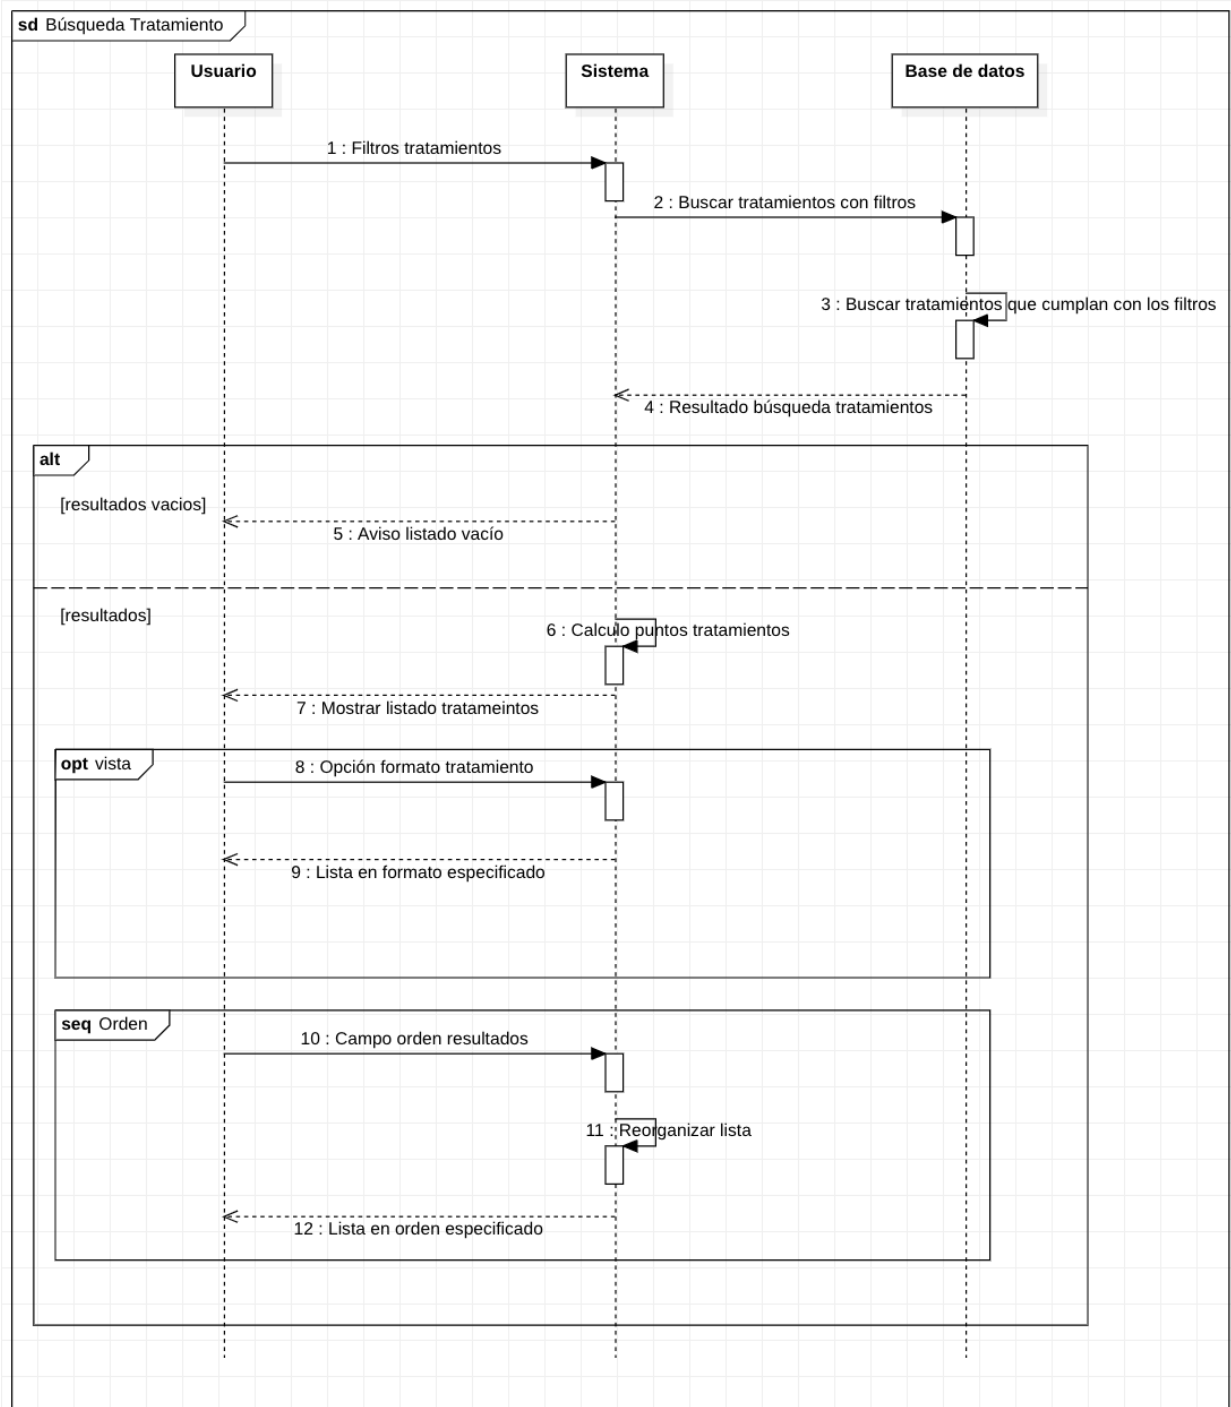 sd Búsqueda Tratamiento
Usuario
Sistema
Base de datos
1 : Filtros tratamientos
2 : Buscar tratamientos con filtros
3 : Buscar tratamientos que cumplan con los filtros
4 : Resultado búsqueda tratamientos
alt
[resultados vacios]
5 : Aviso listado vacío
[resultados]
6 : Calculo puntos tratamientos
7 : Mostrar listado tratameintos
opt vista
8 : Opción formato tratamiento
9 : Lista en formato especificado
seq Orden
10 : Campo orden resultados
11 : Reorganizar lista
12 : Lista en orden especificado